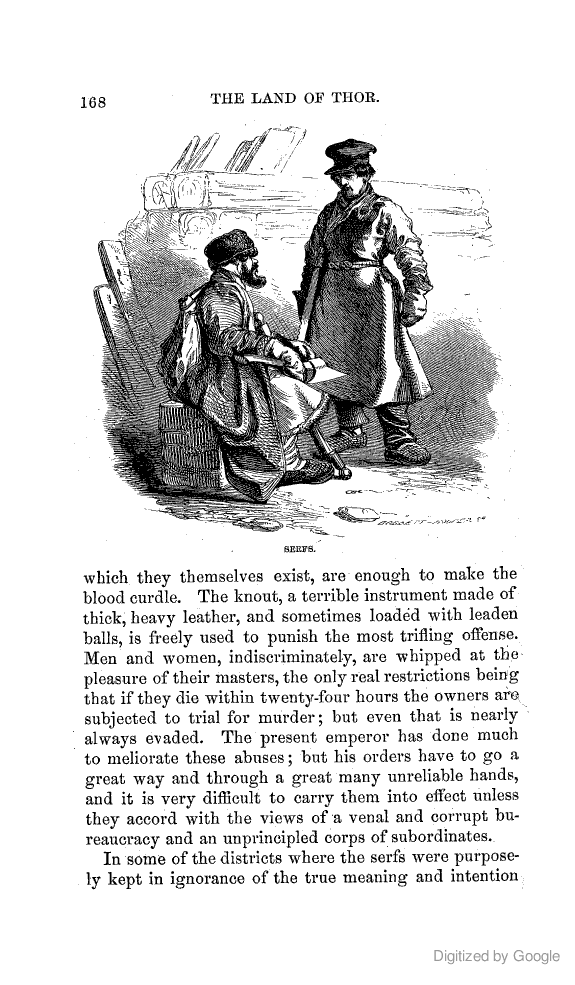 168
THE LAND OF THOR.
SERFS.
which they themselves exist, are enough to make the
blood curdle. The knout, a terrible instrument made of
thick, heavy leather, and sometimes loaded with leaden
balls, is freely used to punish the most trifling offense.
Men and women, indiscriminately, are whipped at the
pleasure of their masters, the only real restrictions being
that if they die within twenty-four hours the owners are
subjected to trial for murder; but even that is nearly
always evaded. The present emperor has done much
to meliorate these abuses; but his orders have to go a
great way and through a great many unreliable hands,
and it is very difficult to carry them into effect unless
they accord with the views of a venal and corrupt bu-
reaucracy and an unprincipled corps of subordinates.
In some of the districts where the serfs were purpose-
ly kept in ignorance of the true meaning and intention
Digitized by Google